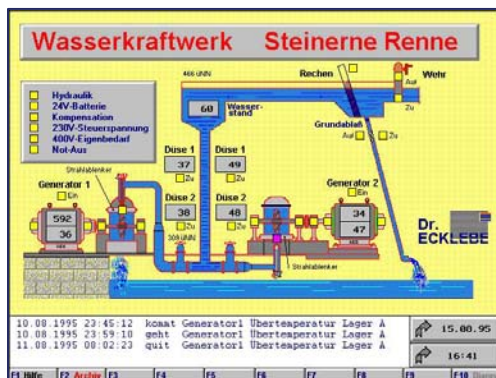 Wasserkraftwerk Steinerne Renne
466 üNN
Rechen
Wehr
Auf
Zu
Hydraulik
24V-Batterie
Kompensation
230V-Steuerspannung
400V-Eigenbedarf
Not-Aus
60
Wasser-
stand
Grundablaß
Auf
Zu
Strahlablenker
Düse 1
37
Zu
Düse 1
49
Zu
Generator 1
Ein
592
36
Düse 2
38
Zu
Düse 2
48
Zu
309 üNN
Generator 2
Ein
34
47
Strahlablenker
Dr.
ECKLEBE
10.08.1995 23:45:12 kommt Generator1 Übertemperatur Lager A
10.08.1995 23:59:10 geht Generator1 Übertemperatur Lager A
11.08.1995 08:02:23 quit Generator1 Übertemperatur Lager A
15.08.95
16:41
F1 Hilfe F2 Archiv F3 F4 F5 F6 F7 F8 F9 F10